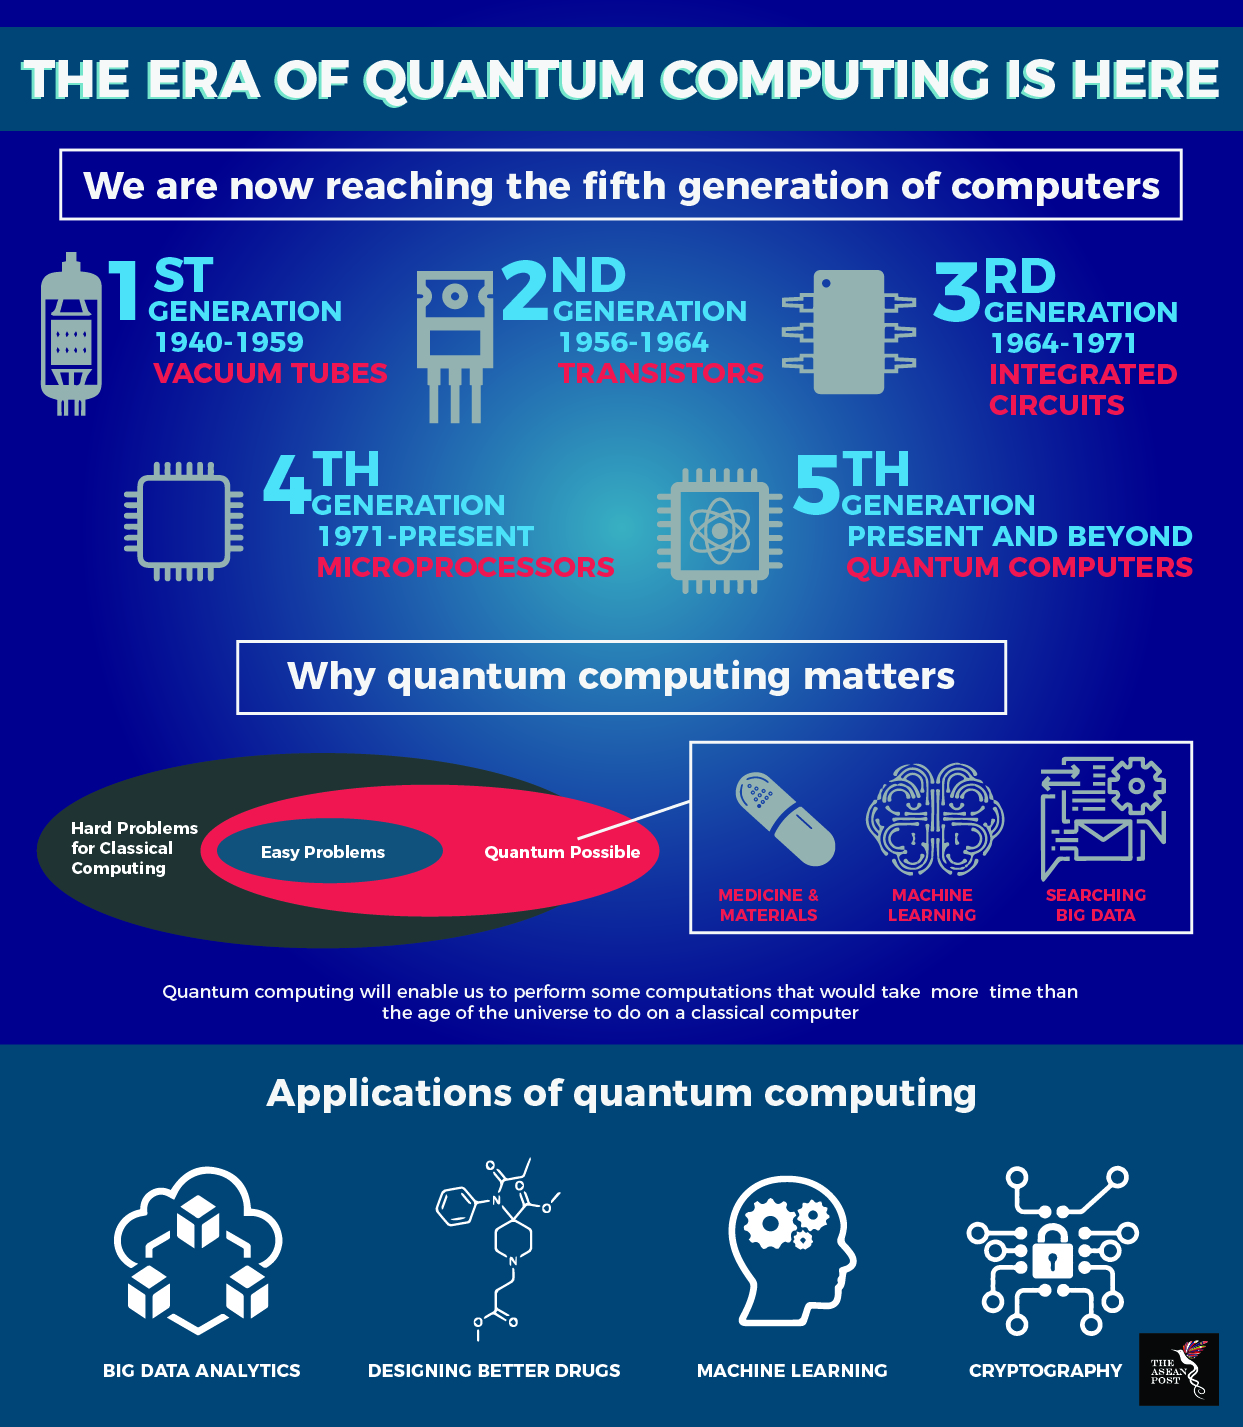 THE ERA OF QUANTUM COMPUTING IS HERE
We are now reaching the fifth generation of computers
1ST
GENERATION
1940-1959
VACUUM TUBES
2ND
GENERATION
1956-1964
TRANSISTORS
3RD
GENERATION
1964-1971
INTEGRATED
CIRCUITS
4TH
GENERATION
1971-PRESENT
MICROPROCESSORS
5TH
GENERATION
PRESENT AND BEYOND
QUANTUM COMPUTERS
Why quantum computing matters
Hard Problems
for Classical
Computing
Easy Problems
Quantum Possible
MEDICINE &
MATERIALS
MACHINE
LEARNING
SEARCHING
BIG DATA
Quantum computing will enable us to perform some computations that would take more time than
the age of the universe to do on a classical computer
Applications of quantum computing
O
N
O
O
N
O
O
BIG DATA ANALYTICS
DESIGNING BETTER DRUGS
MACHINE LEARNING
CRYPTOGRAPHY
THE
ASEAN
POST